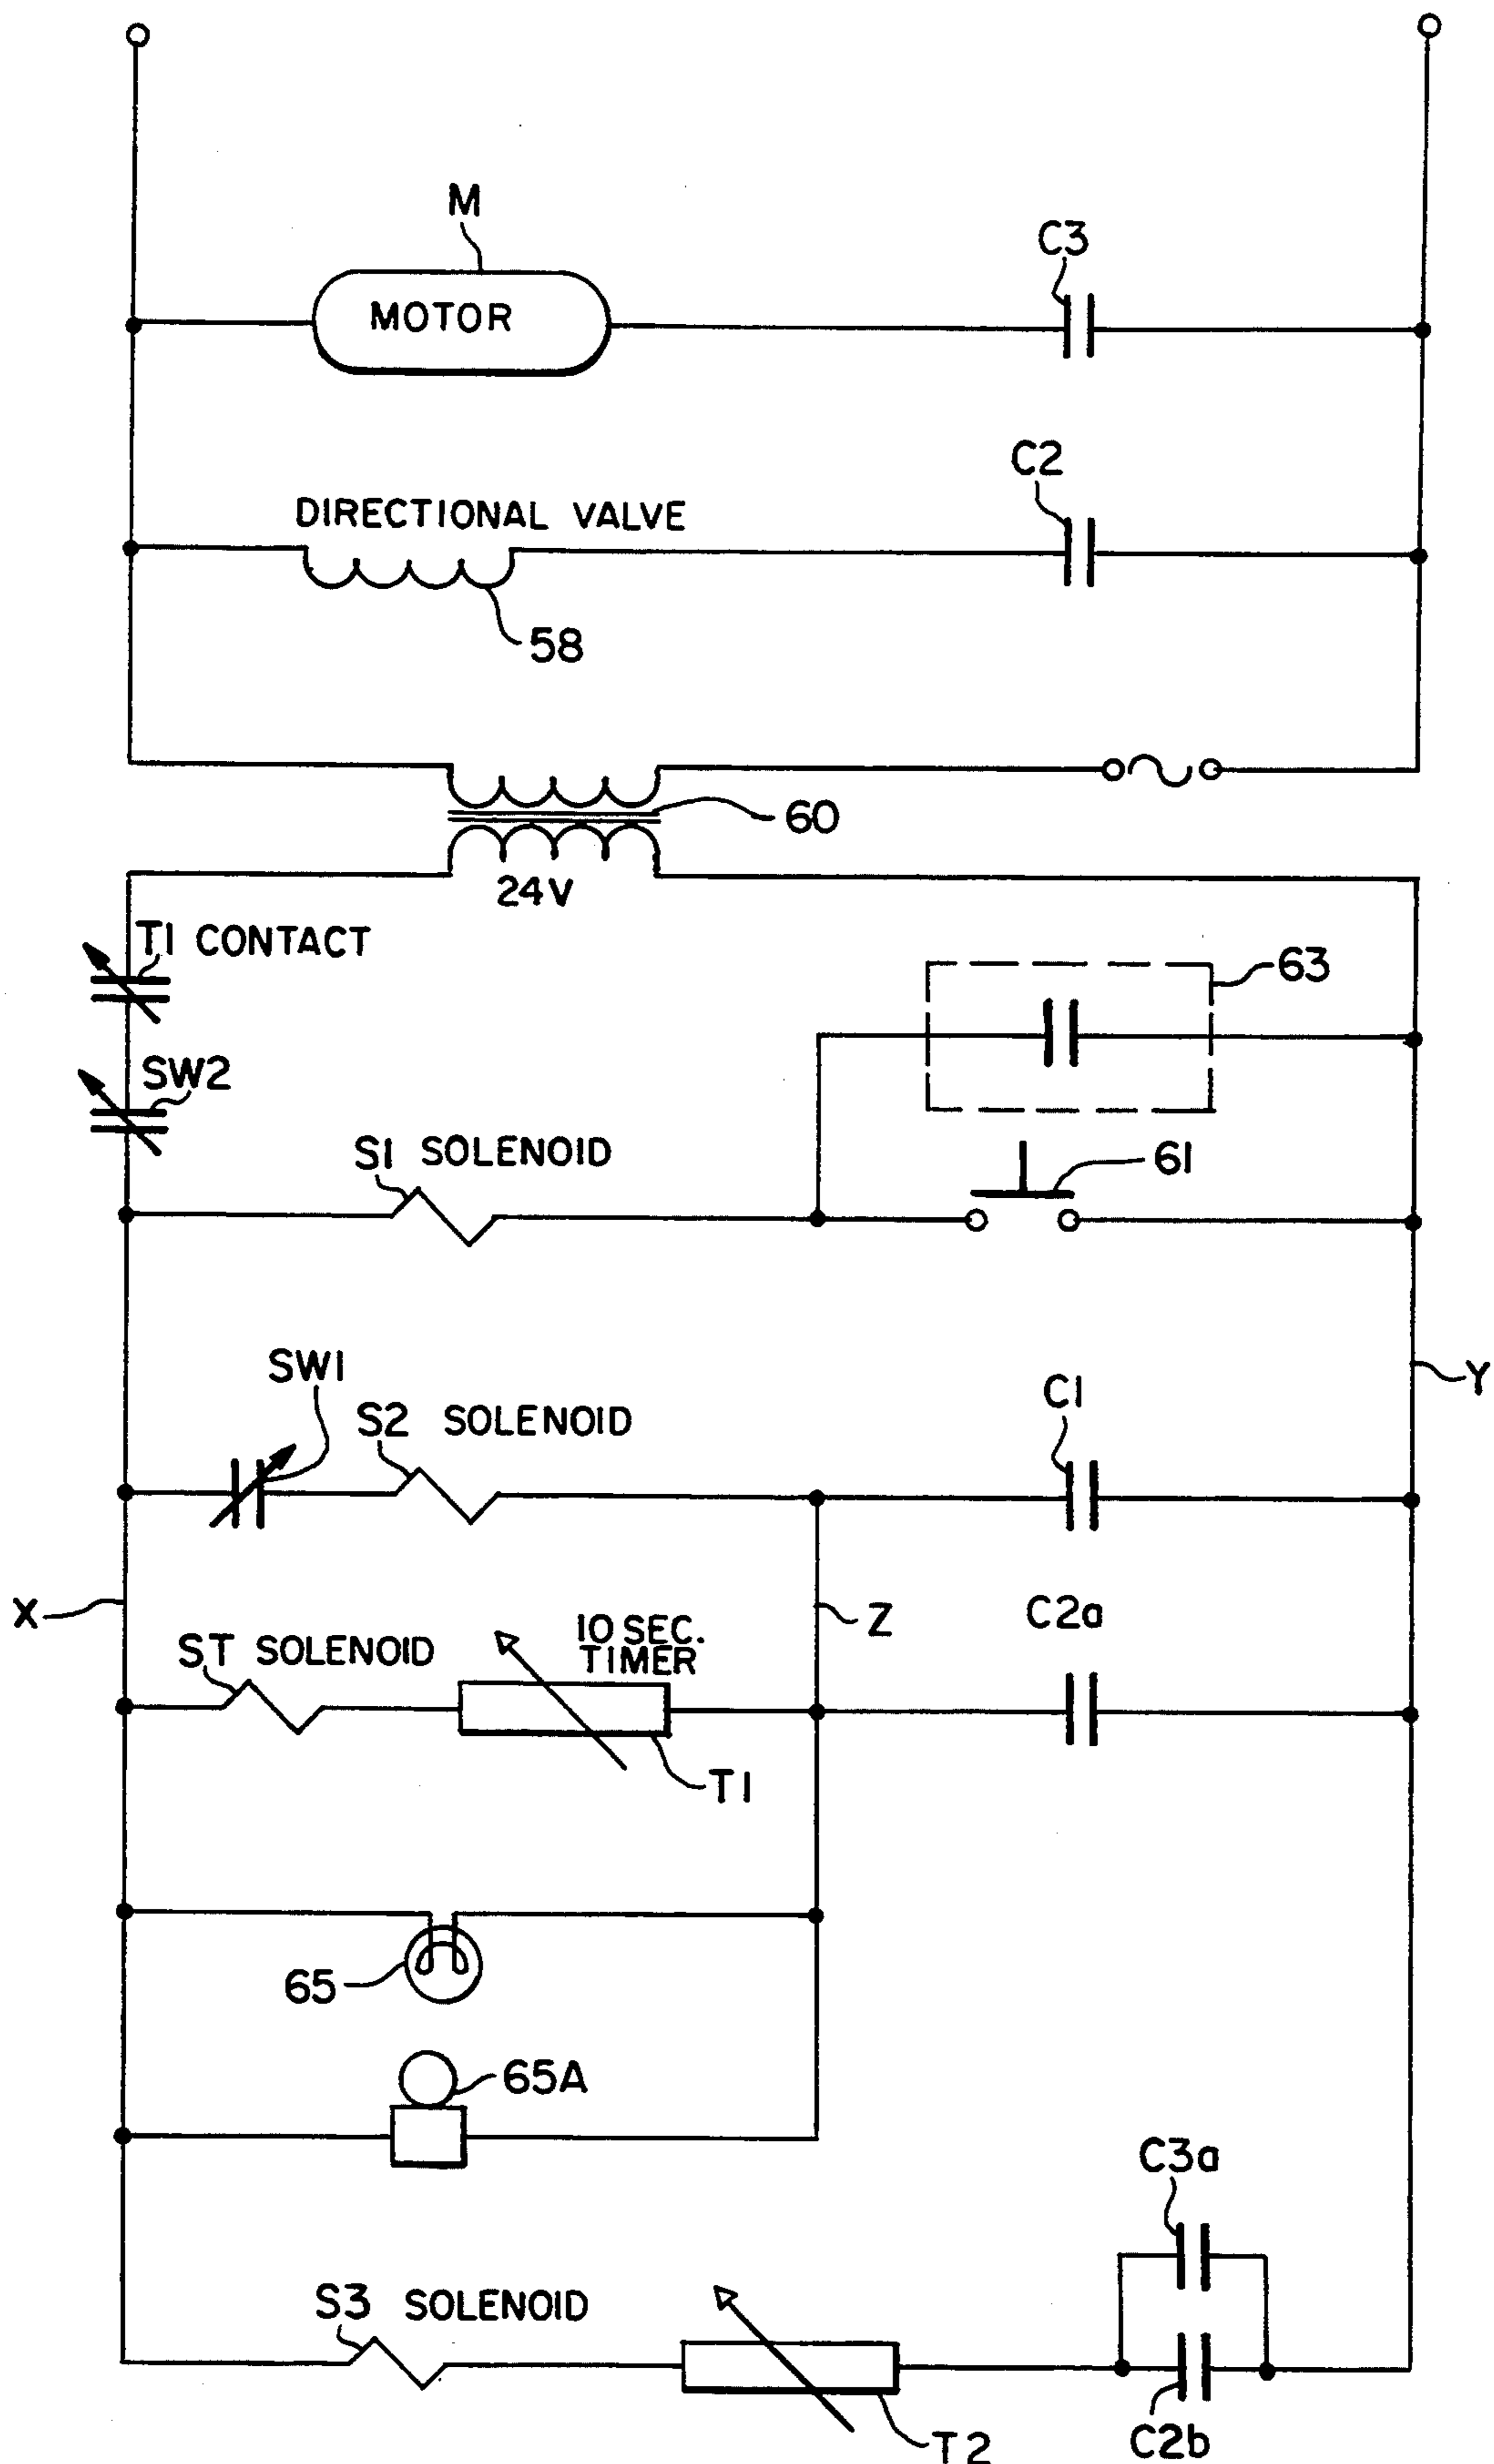 M
C3
MOTOR
C2
DIRECTIONAL VALVE
58
60
24V
T1 CONTACT
63
SW2
S1 SOLENOID
61
SW1
S2 SOLENOID
C1
Y
X
ST SOLENOID
10 SEC.
TIMER
Z
C2a
T1
65
65A
C3a
S3 SOLENOID
T2
C2b